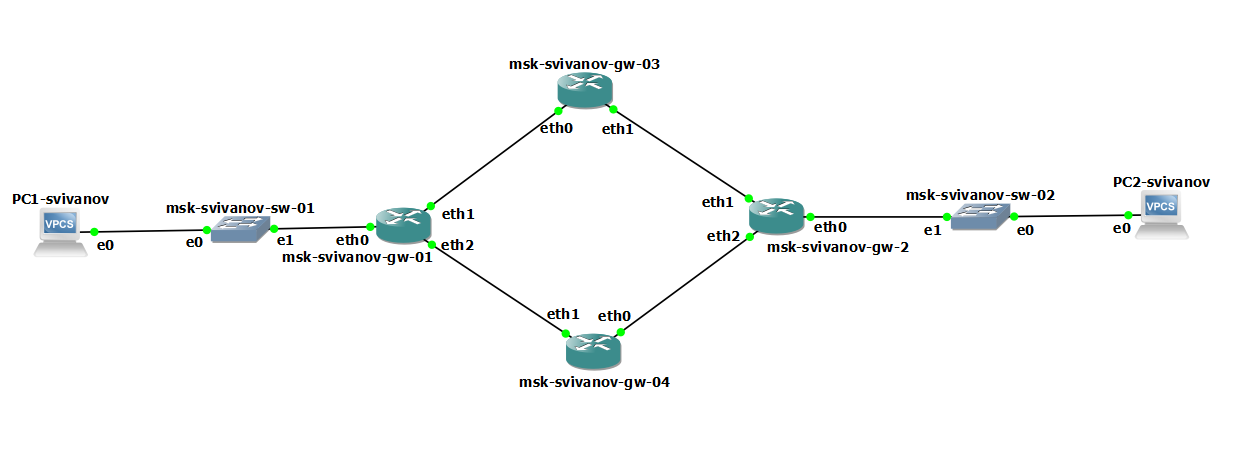 msk-svivanov-gw-03
eth0
eth1
PC1-svivanov
VPCS
e0
msk-svivanov-sw-01
e0
e1
eth0
msk-svivanov-gw-01
eth1
eth2
eth1
eth2
eth0
msk-svivanov-gw-2
msk-svivanov-sw-02
e1
e0
PC2-svivanov
VPCS
e0
eth1
eth0
msk-svivanov-gw-04